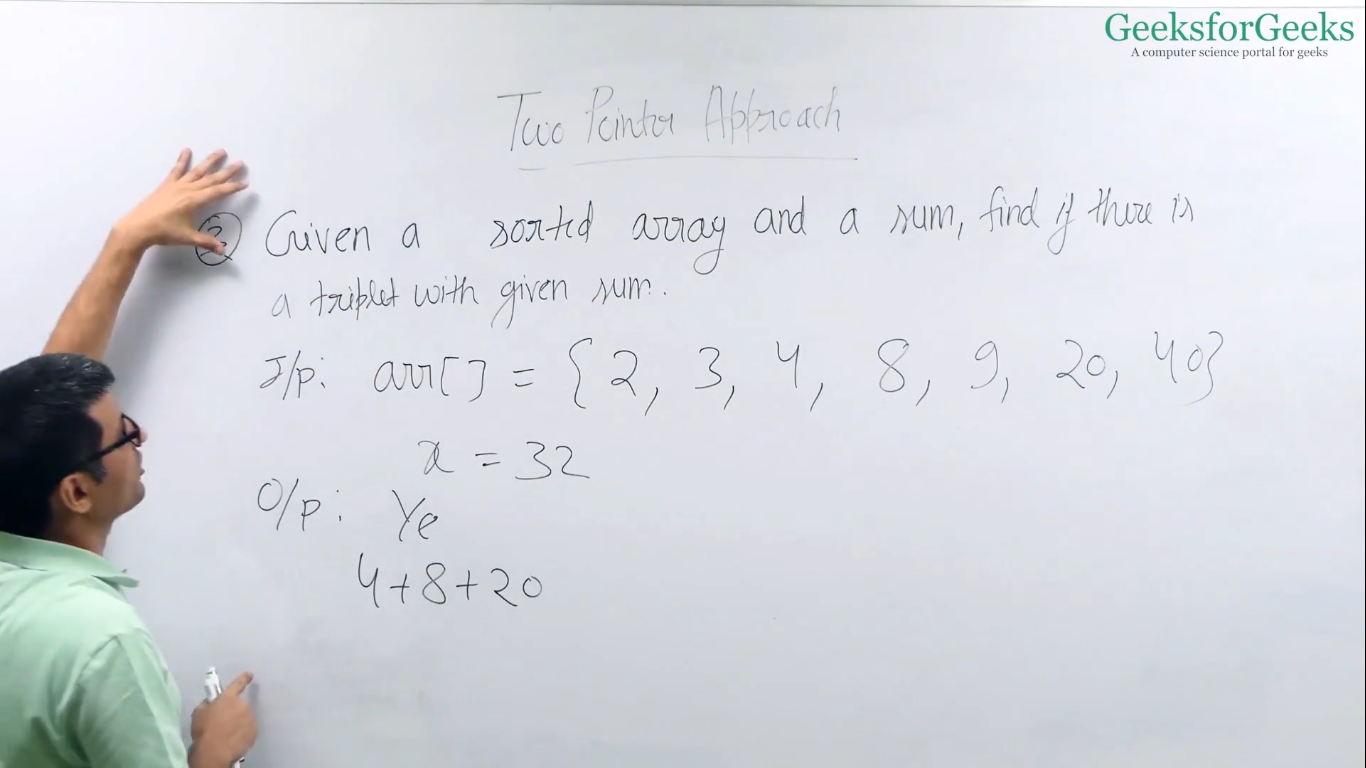 GeeksforGeeks
A computer science portal for geeks
Two Pointer Approach
Given a sorted array and a sum, find if there is
a triplet with given sum.
I/p: arr[] = {2, 3, 4, 8, 9, 20, 40}
x = 32
O/p: Ye
4+8+20